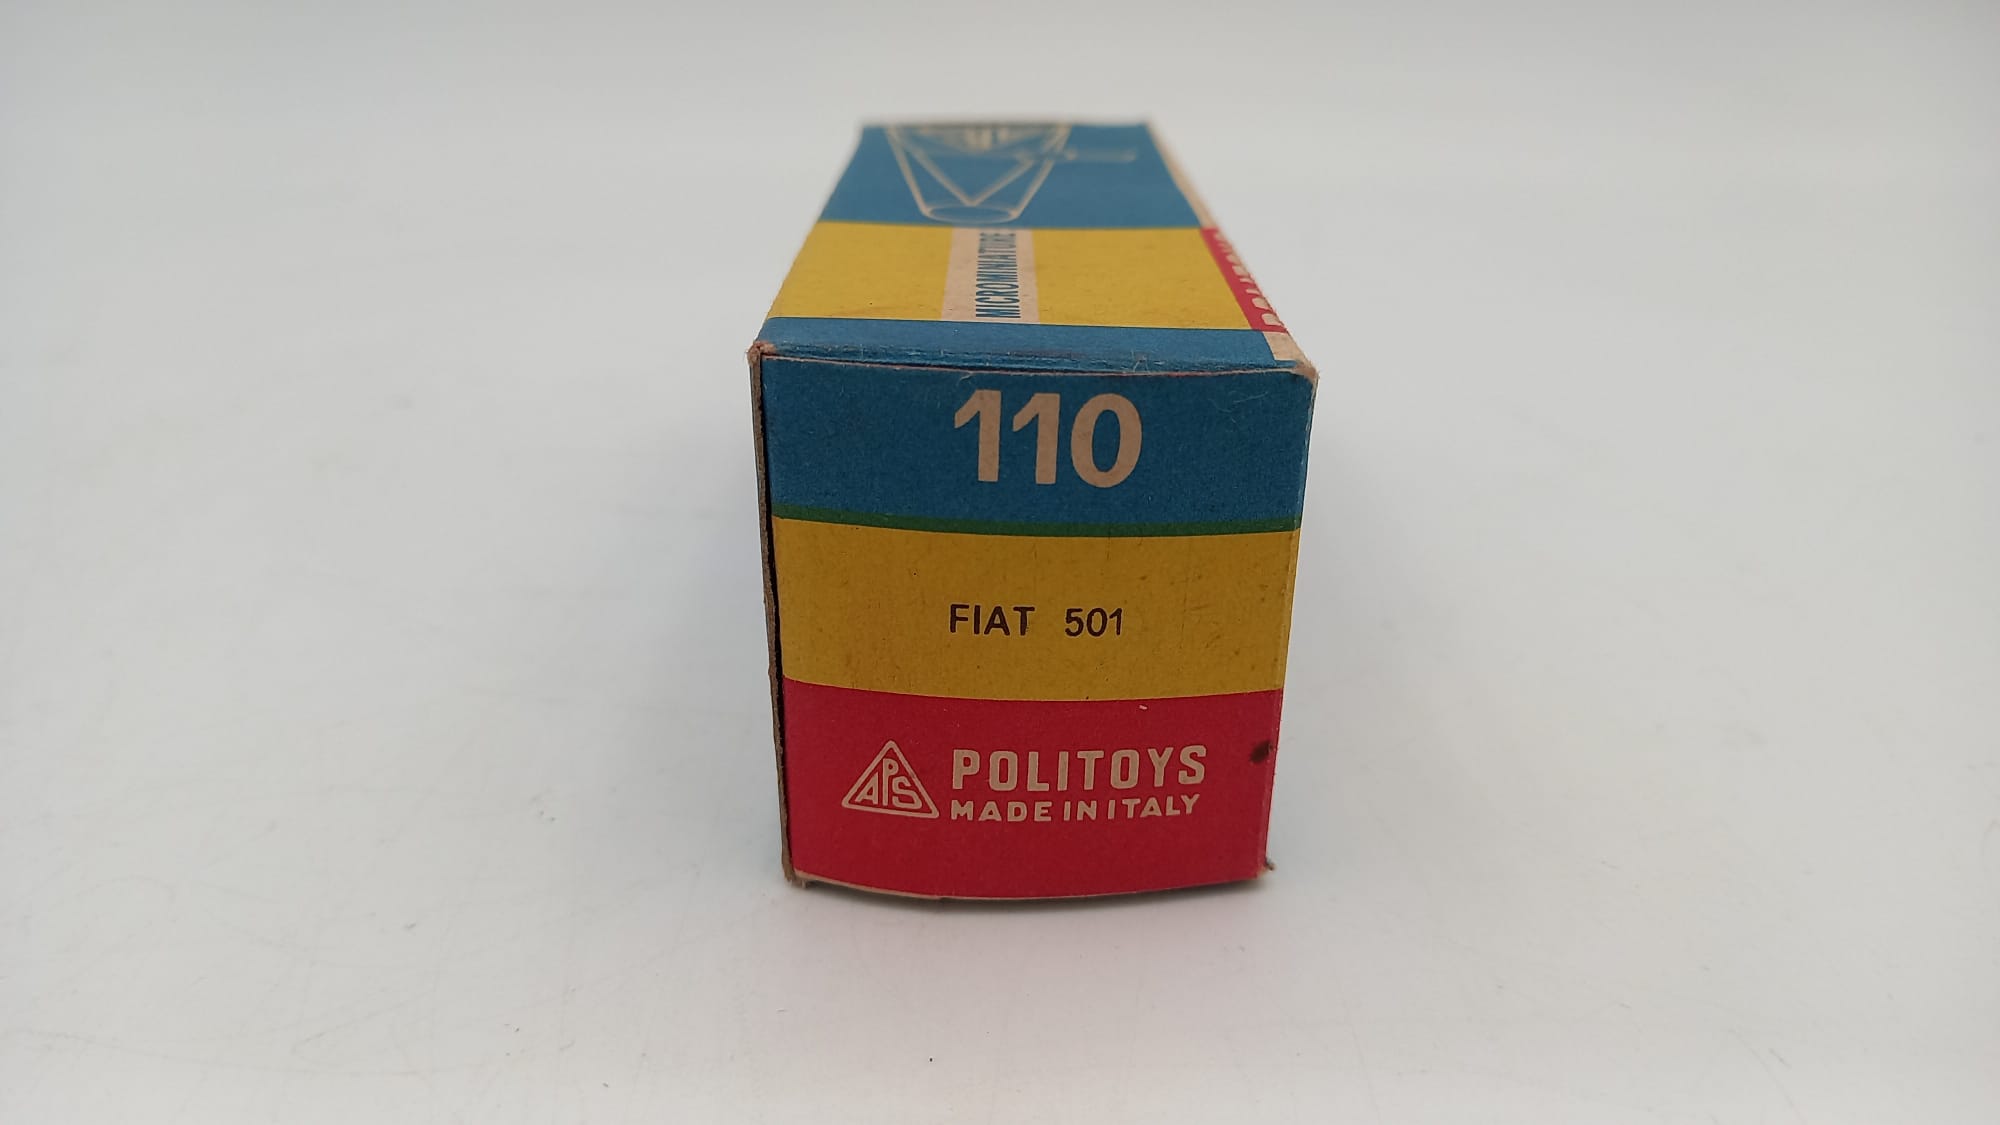 MICROMINIATURE
110
FIAT 501
APS
POLITOYS
MADE IN ITALY